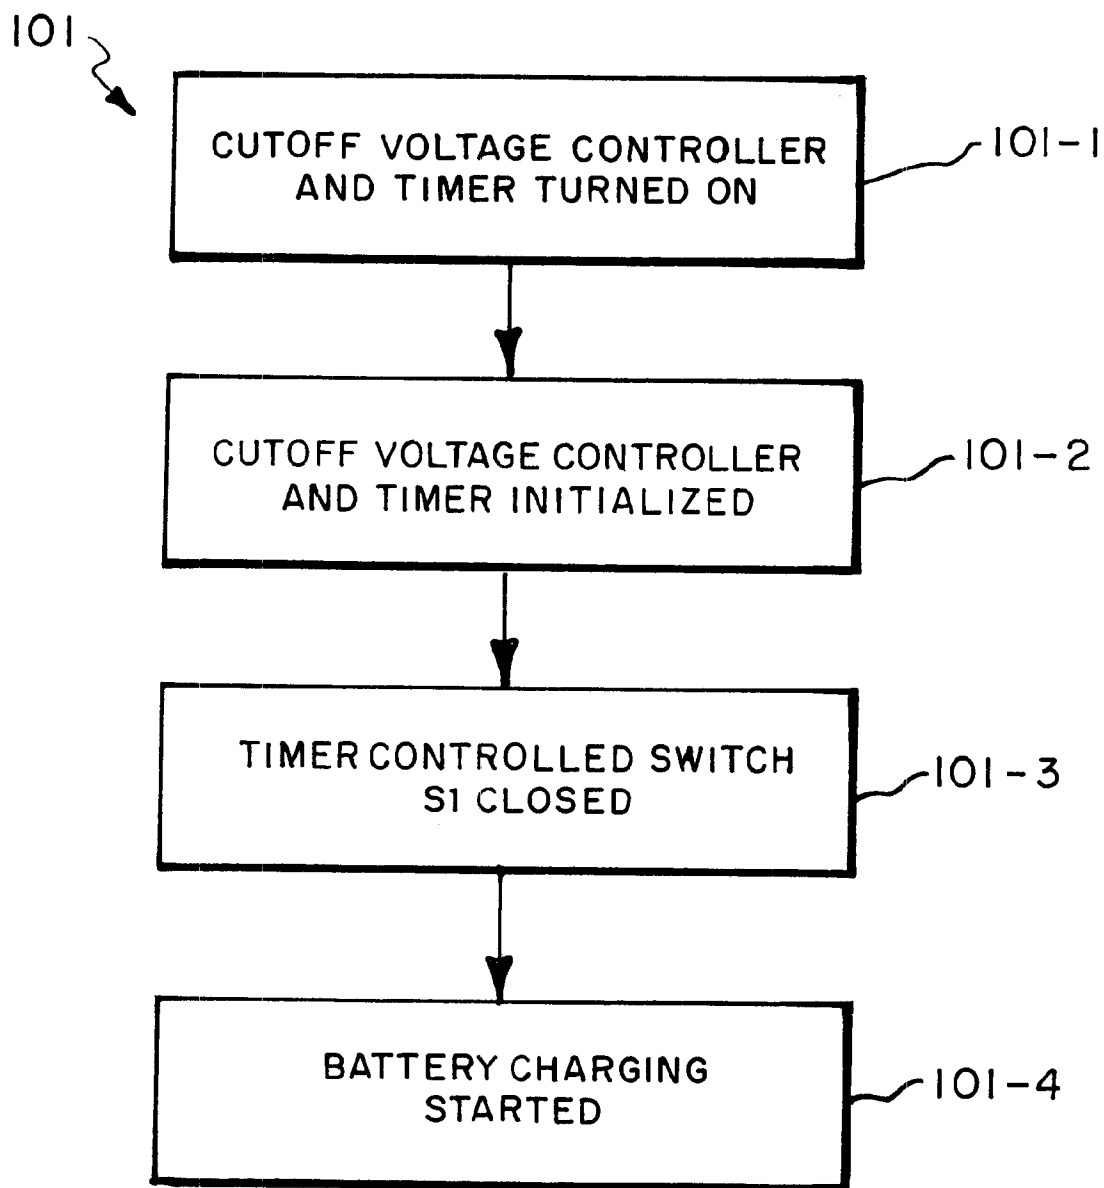 101
CUTOFF VOLTAGE CONTROLLER
AND TIMER TURNED ON
101-1
CUTOFF VOLTAGE CONTROLLER
AND TIMER INITIALIZED
101-2
TIMER CONTROLLED SWITCH
S1 CLOSED
101-3
BATTERY CHARGING
STARTED
101-4